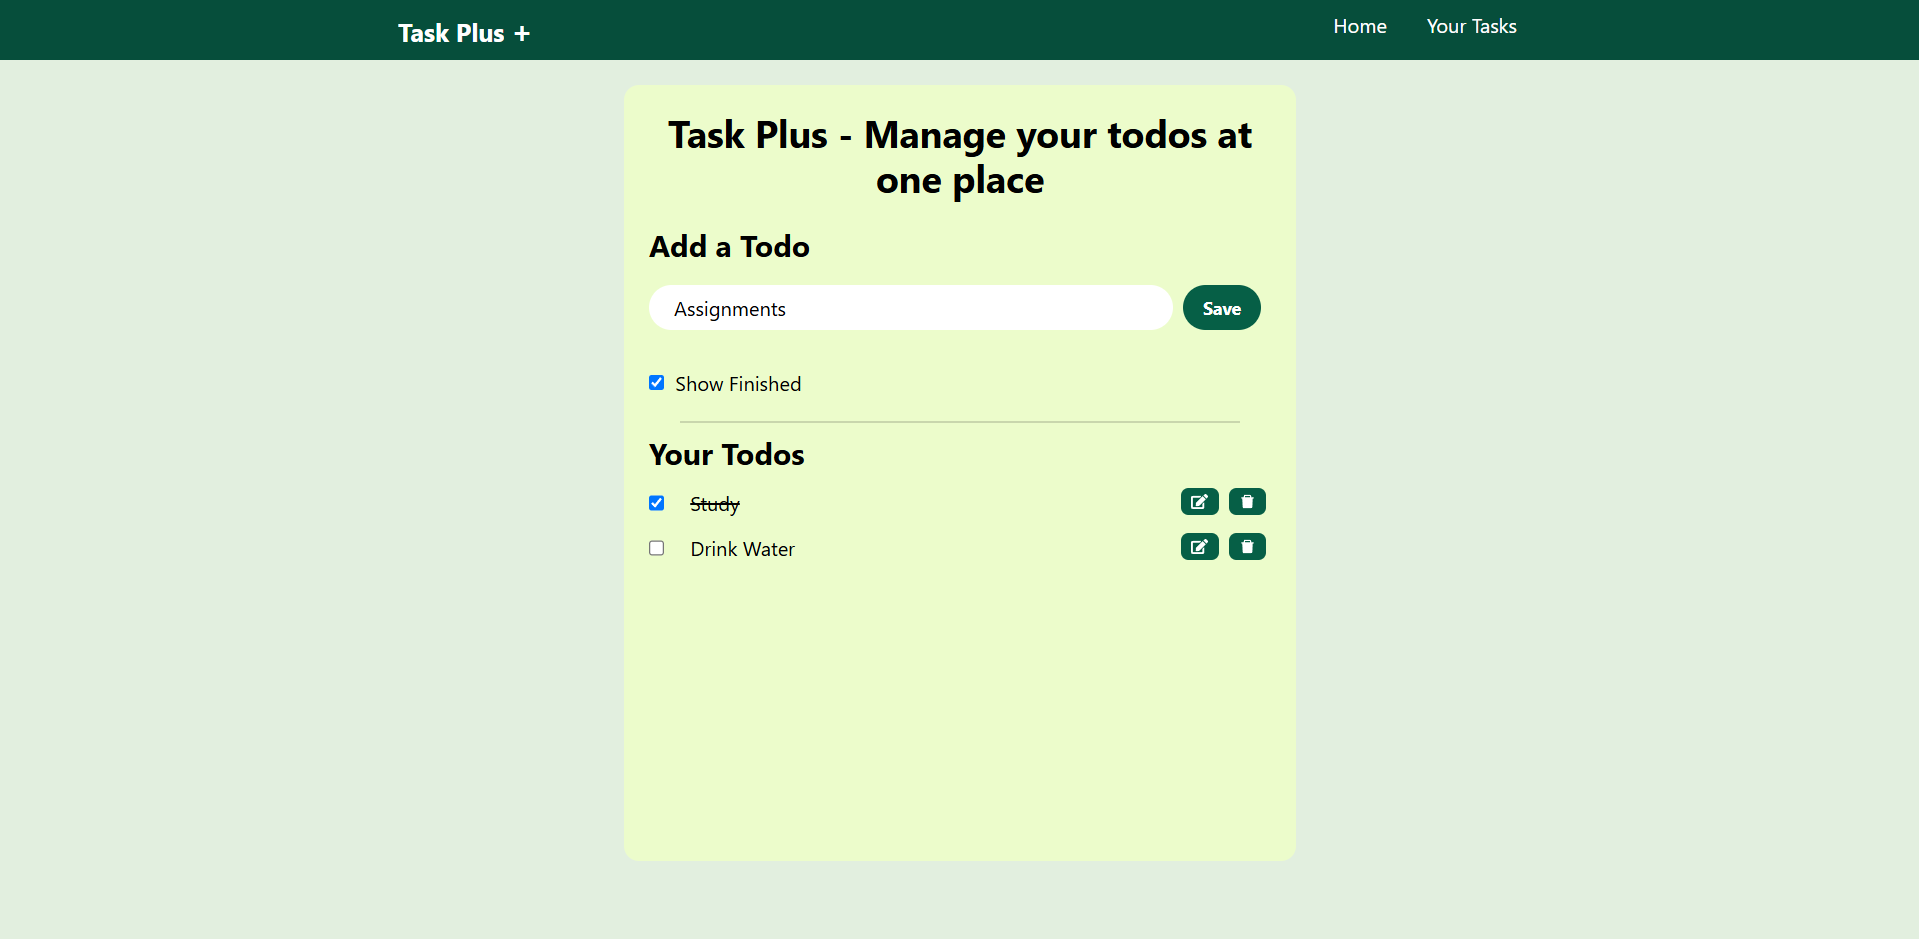 Task Plus +
Home
Your Tasks
Task Plus - Manage your todos at
one place
Add a Todo
Assignments
Save
Show Finished
Your Todos
Study
Drink Water